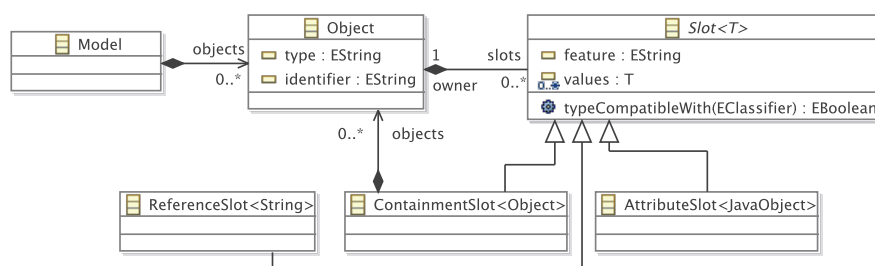 Model
objects
0..*
Object
type : EString
identifier : EString
1
slots
owner
0..*
Slot<T>
feature : EString
values : T
0..*
typeCompatibleWith(EClassifier) : EBoolean
0..*
objects
ReferenceSlot<String>
ContainmentSlot<Object>
AttributeSlot<JavaObject>